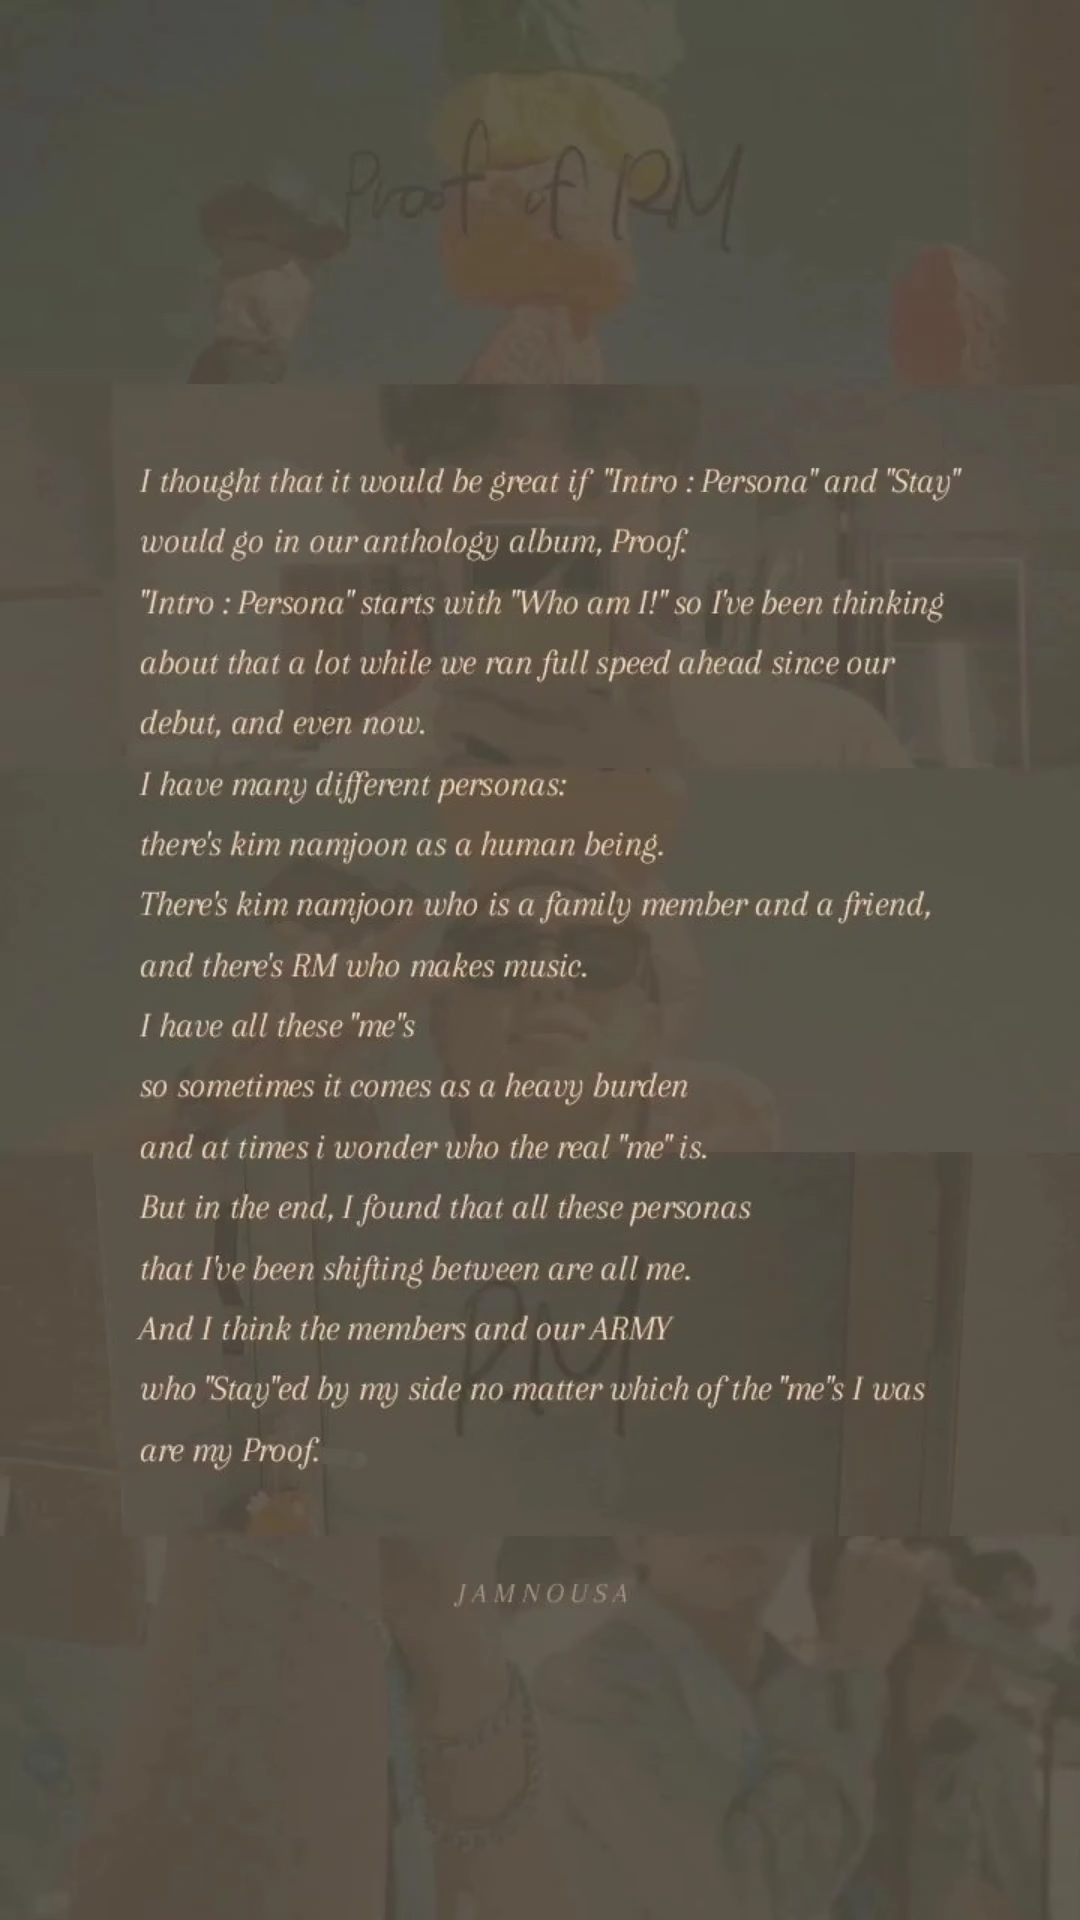 Proof of RM
I thought that it would be great if "Intro : Persona" and "Stay"
would go in our anthology album, Proof.
"Intro : Persona" starts with "Who am I!" so I've been thinking
about that a lot while we ran full speed ahead since our
debut, and even now.
I have many different personas:
there's kim namjoon as a human being.
There's kim namjoon who is a family member and a friend,
and there's RM who makes music.
I have all these "me"s
so sometimes it comes as a heavy burden
and at times i wonder who the real "me" is.
But in the end, I found that all these personas
that I've been shifting between are all me.
And I think the members and our ARMY
RM
who "Stay"ed by my side no matter which of the "me"s I was
are my Proof.
JAMNOUSA